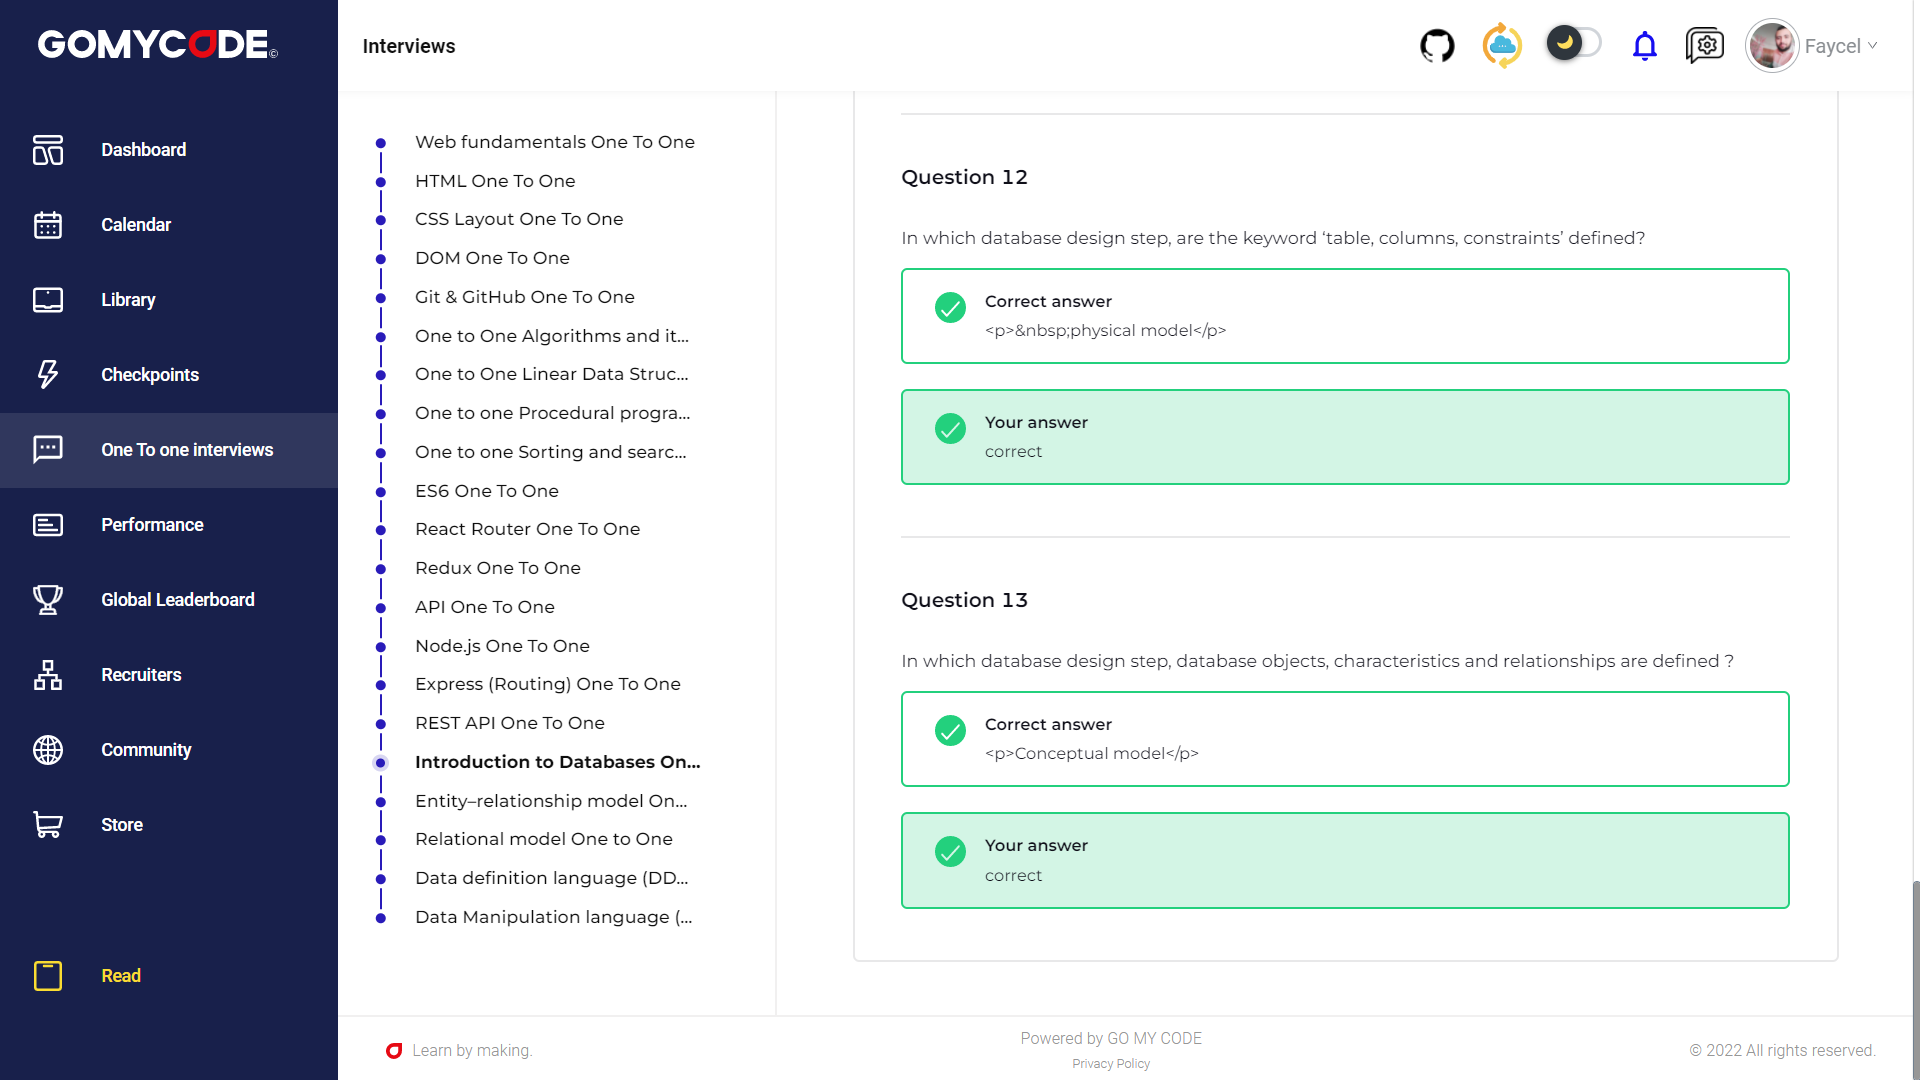 GOMYCODE©
Dashboard
Calendar
Library
Checkpoints
One To one interviews
Performance
Global Leaderboard
Recruiters
Community
Store
Read
Interviews
Faycel
Web fundamentals One To One
HTML One To One
CSS Layout One To One
DOM One To One
Git & GitHub One To One
One to One Algorithms and it...
One to One Linear Data Struc...
One to one Procedural progra...
One to one Sorting and searc...
ES6 One To One
React Router One To One
Redux One To One
API One To One
Node.js One To One
Express (Routing) One To One
REST API One To One
Introduction to Databases On...
Entity–relationship model On...
Relational model One to One
Data definition language (DD...
Data Manipulation language (...
Question 12
In which database design step, are the keyword ‘table, columns, constraints’ defined?
Correct answer
<p>&nbsp;physical model</p>
Your answer
correct
Question 13
In which database design step, database objects, characteristics and relationships are defined ?
Correct answer
<p>Conceptual model</p>
Your answer
correct
Learn by making.
Powered by GO MY CODE
Privacy Policy
© 2022 All rights reserved.